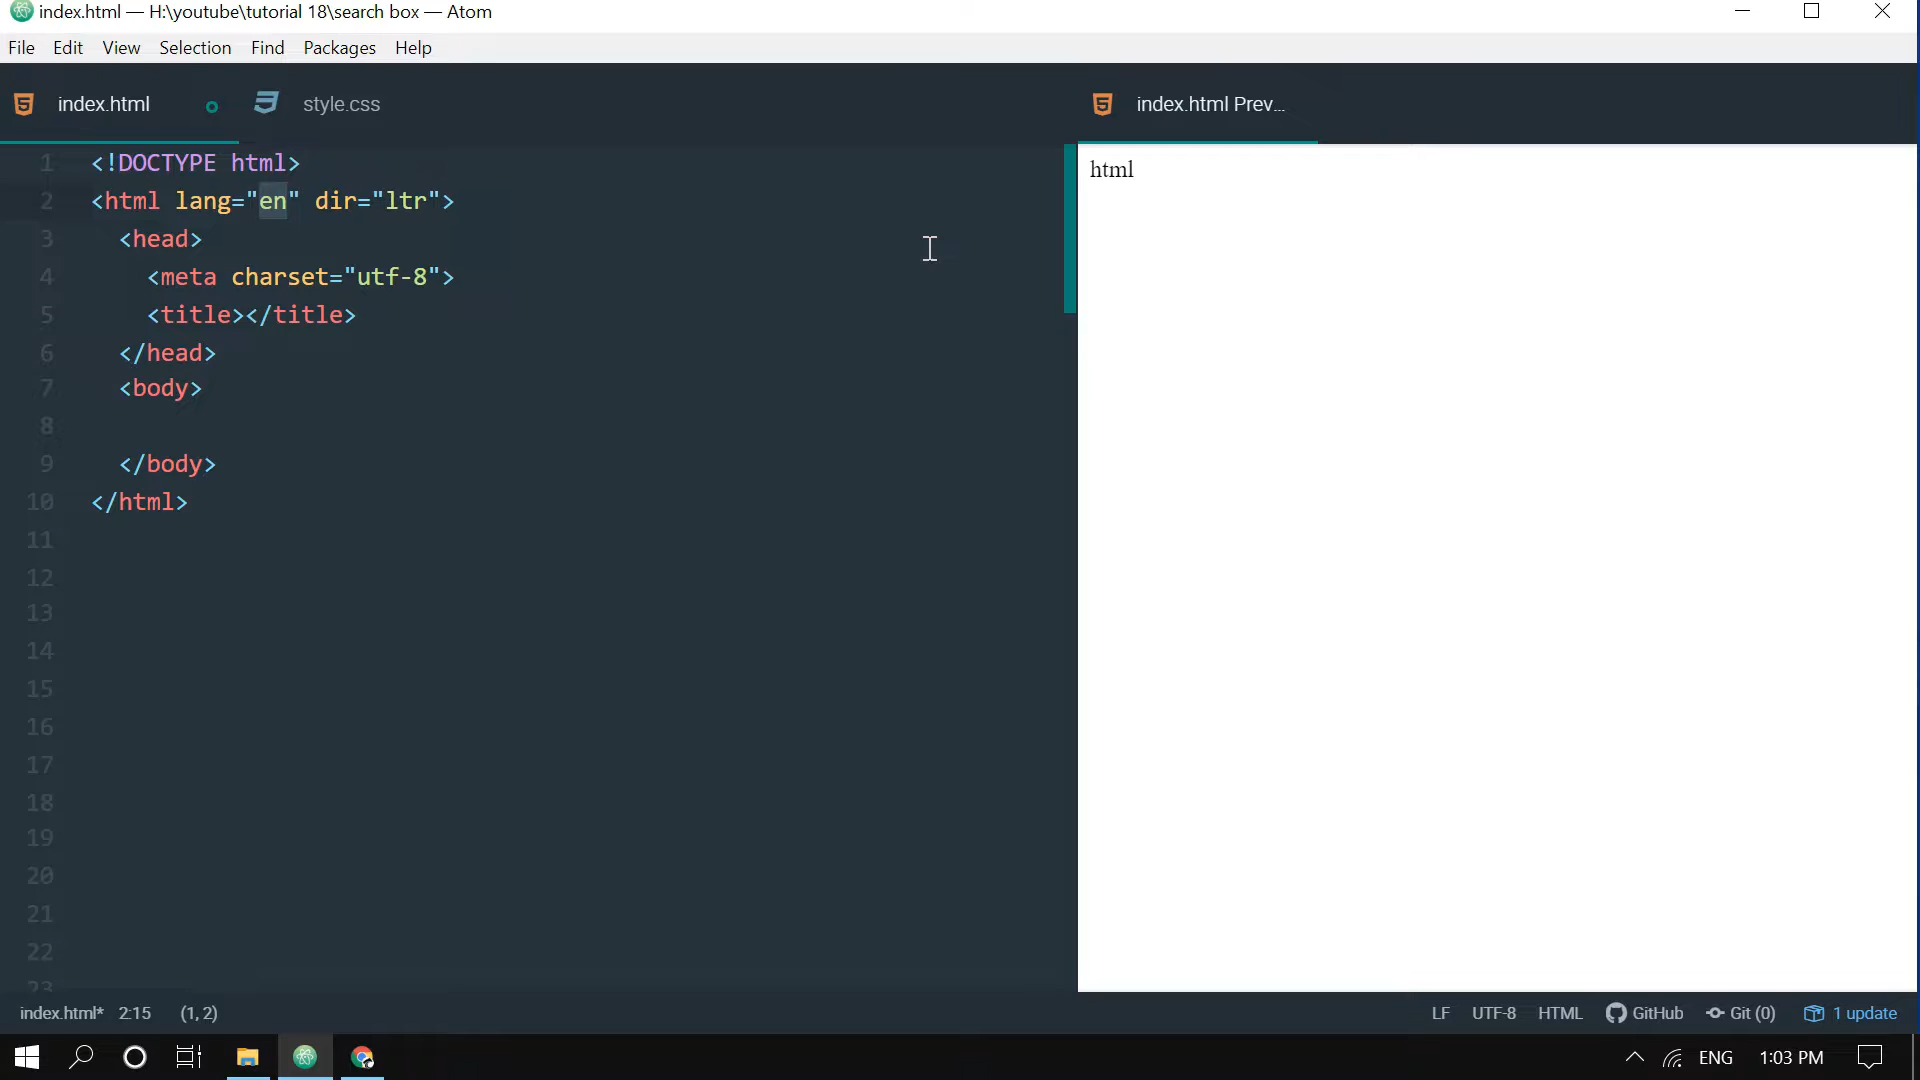 index.html — H:\youtube\tutorial 18\search box — Atom
File Edit View Selection Find Packages Help
index.html style.css index.html Prev...
1 <!DOCTYPE html>
2 <html lang="en" dir="ltr">
3 <head>
4 <meta charset="utf-8">
5 <title></title>
6 </head>
7 <body>
8
9 </body>
10 </html>
11
12
13
14
15
16
17
18
19
20
21
22
23
html
index.html* 2:15 (1, 2) LF UTF-8 HTML GitHub Git (0) 1 update
ENG 1:03 PM